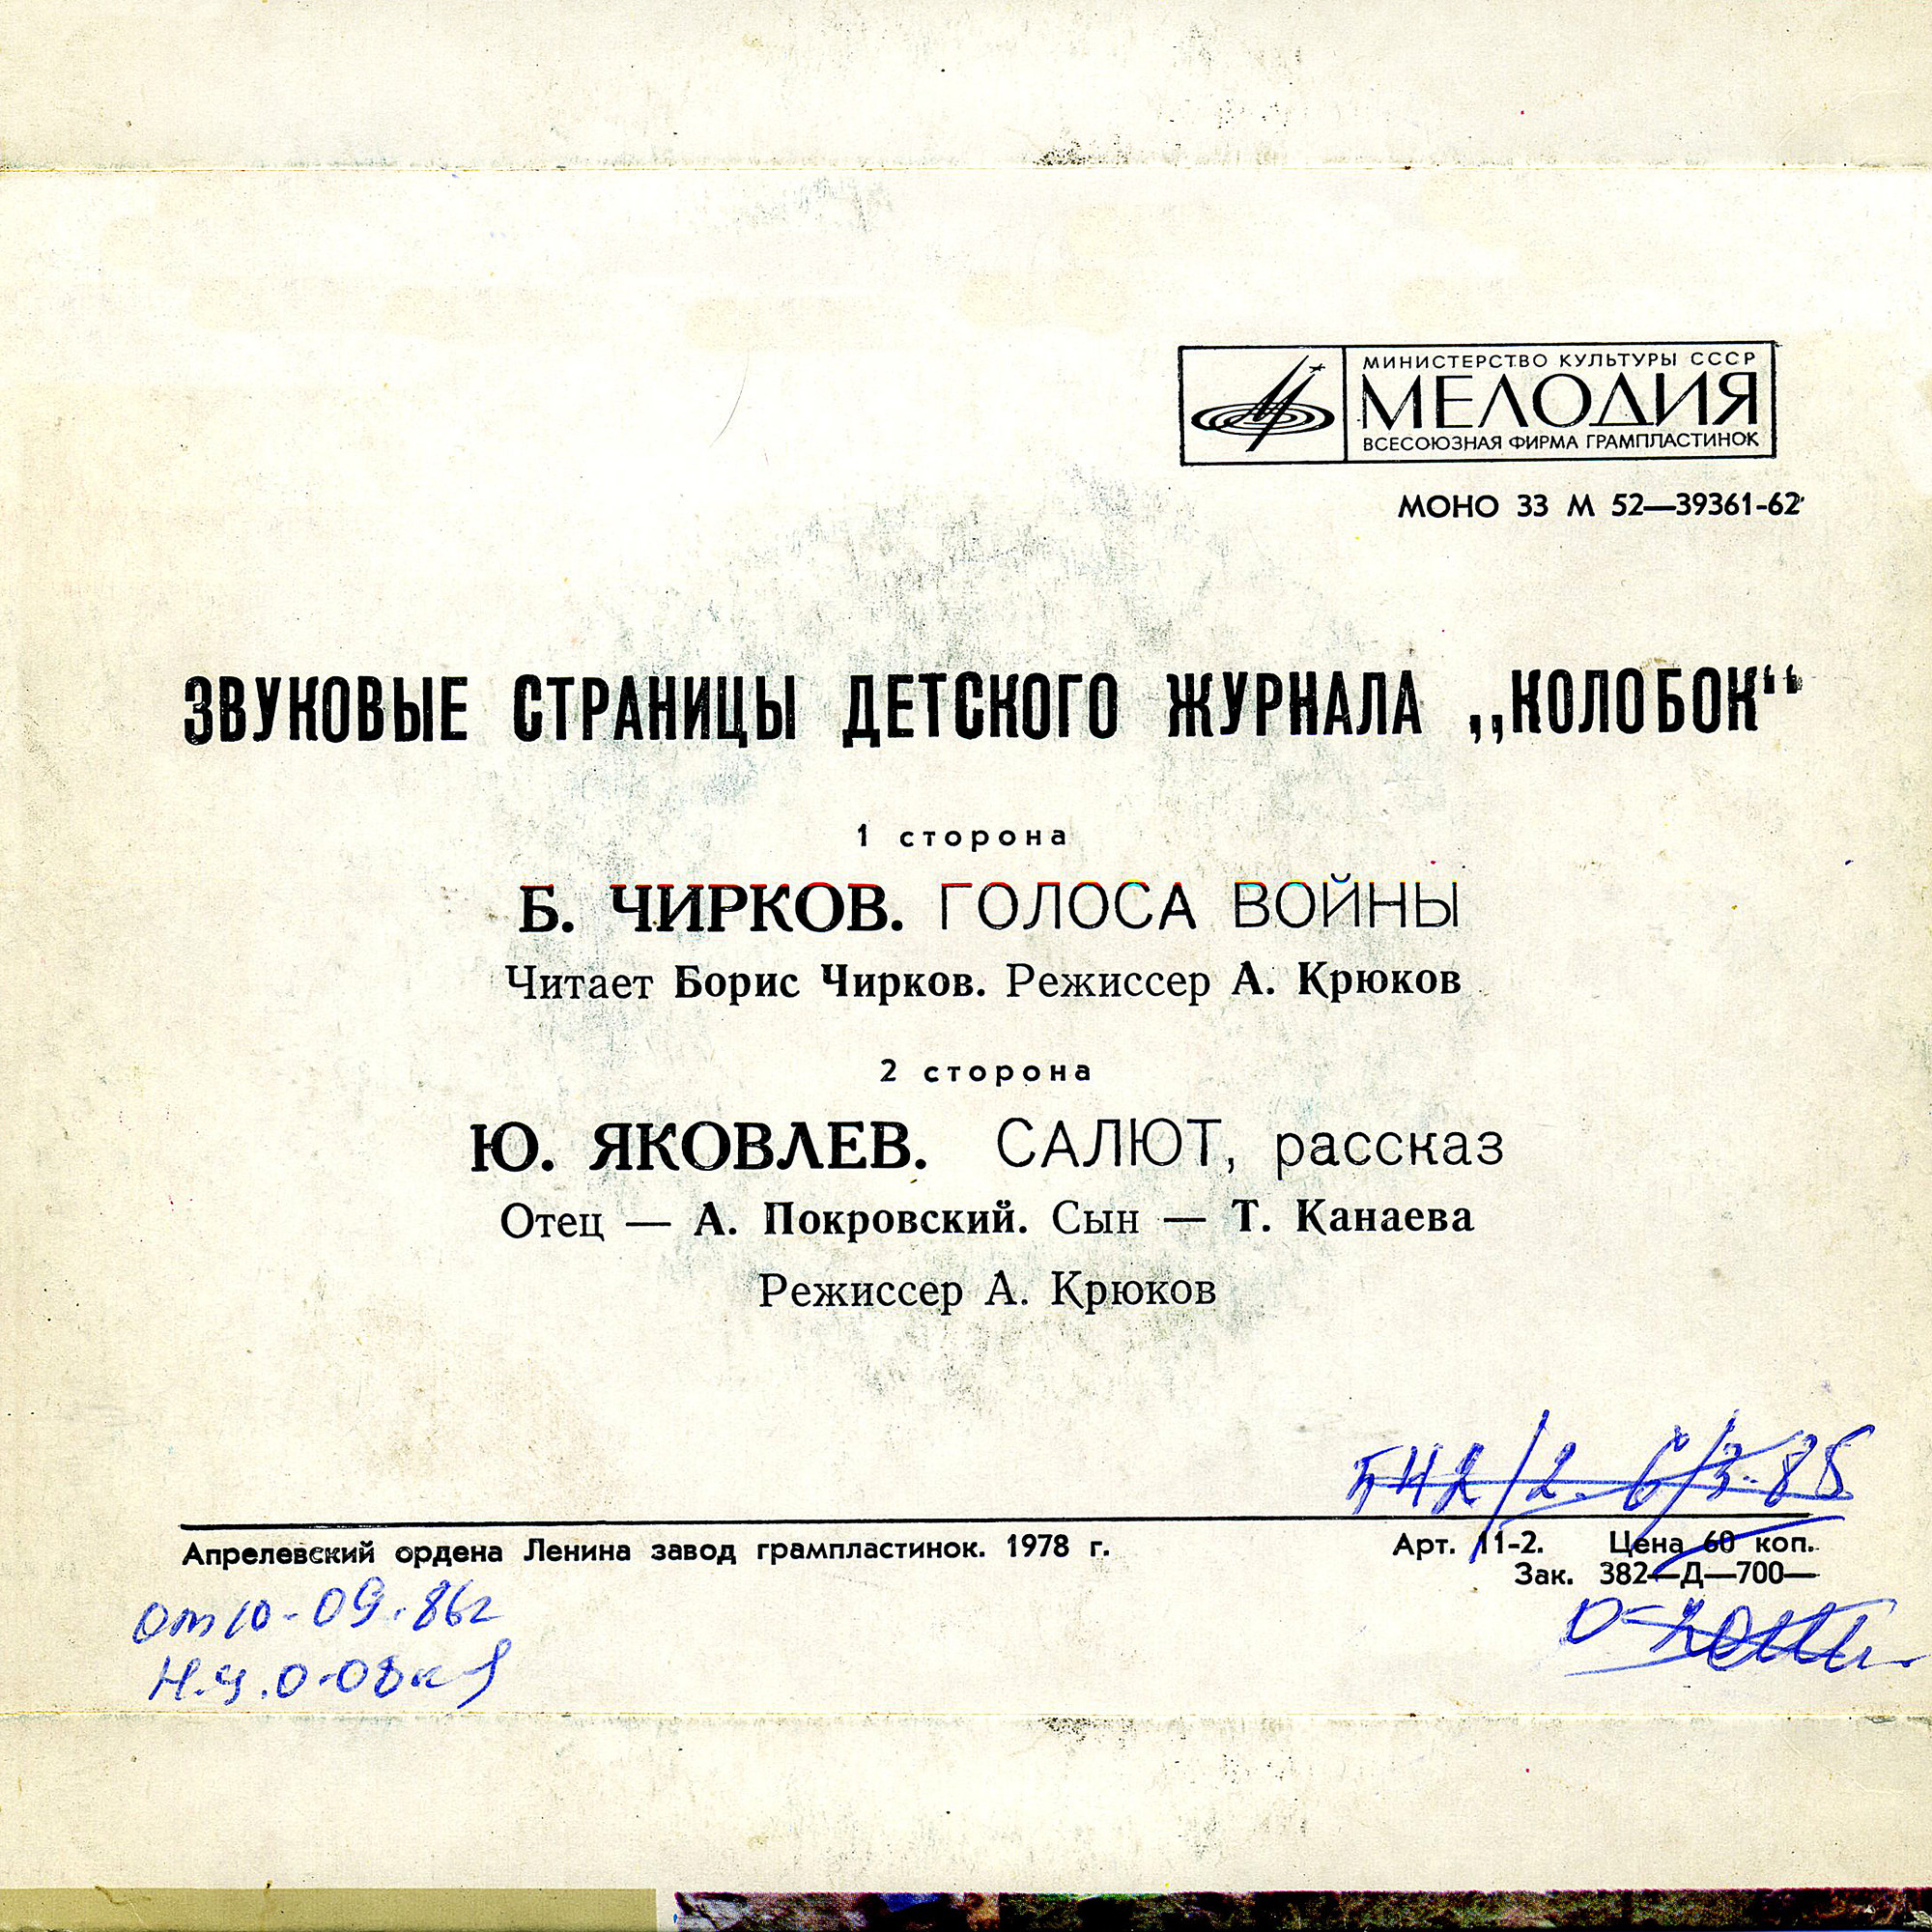 МИНИСТЕРСТВО КУЛЬТУРЫ СССР
МЕЛОДИЯ
ВСЕСОЮЗНАЯ ФИРМА ГРАМПЛАСТИНОК
МОНО 33 М 52—39361-62
ЗВУКОВЫЕ СТРАНИЦЫ ДЕТСКОГО ЖУРНАЛА „КОЛОБОК“
1 сторона
Б. ЧИРКОВ. ГОЛОСА ВОЙНЫ
Читает Борис Чирков. Режиссер А. Крюков
2 сторона
Ю. ЯКОВЛЕВ. САЛЮТ, рассказ
Отец — А. Покровский. Сын — Т. Канаева
Режиссер А. Крюков
Апрелевский ордена Ленина завод грампластинок. 1978 г.
Арт. 11-2. Цена 60 коп.
Зак. 382—Д—700—
от 10-09.86г